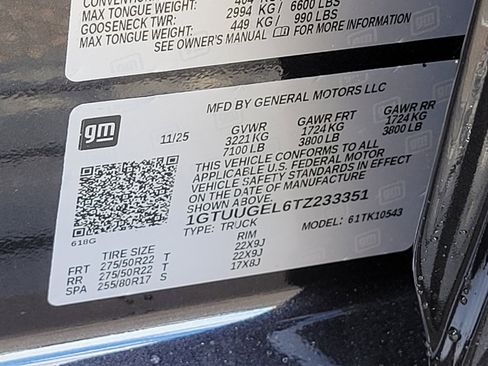 MAX TONGUE WEIGHT:
2994 KG/ 6600 LBS
GOOSENECK TWR:
449 KG/ 990 LBS
MAX TONGUE WEIGHT:
SEE OWNER'S MANUAL FOR MORE INFORMATION
gm
MFD BY GENERAL MOTORS LLC
11/25
GVWR GAWR FRT GAWR RR
3221 KG 1724 KG 1724 KG
7100 LB 3800 LB 3800 LB
THIS VEHICLE CONFORMS TO ALL
APPLICABLE U.S. FEDERAL MOTOR
VEHICLE SAFETY STANDARDS IN EFFECT
ON THE DATE OF MANUFACTURE
SHOWN ABOVE.
1GTUUGEL6TZ233351
TYPE: TRUCK MODEL: 61TK10543
618G
TIRE SIZE RIM
FRT 275/50R22 T 22X9J
RR 275/50R22 T 22X9J
SPA 255/80R17 S 17X8J